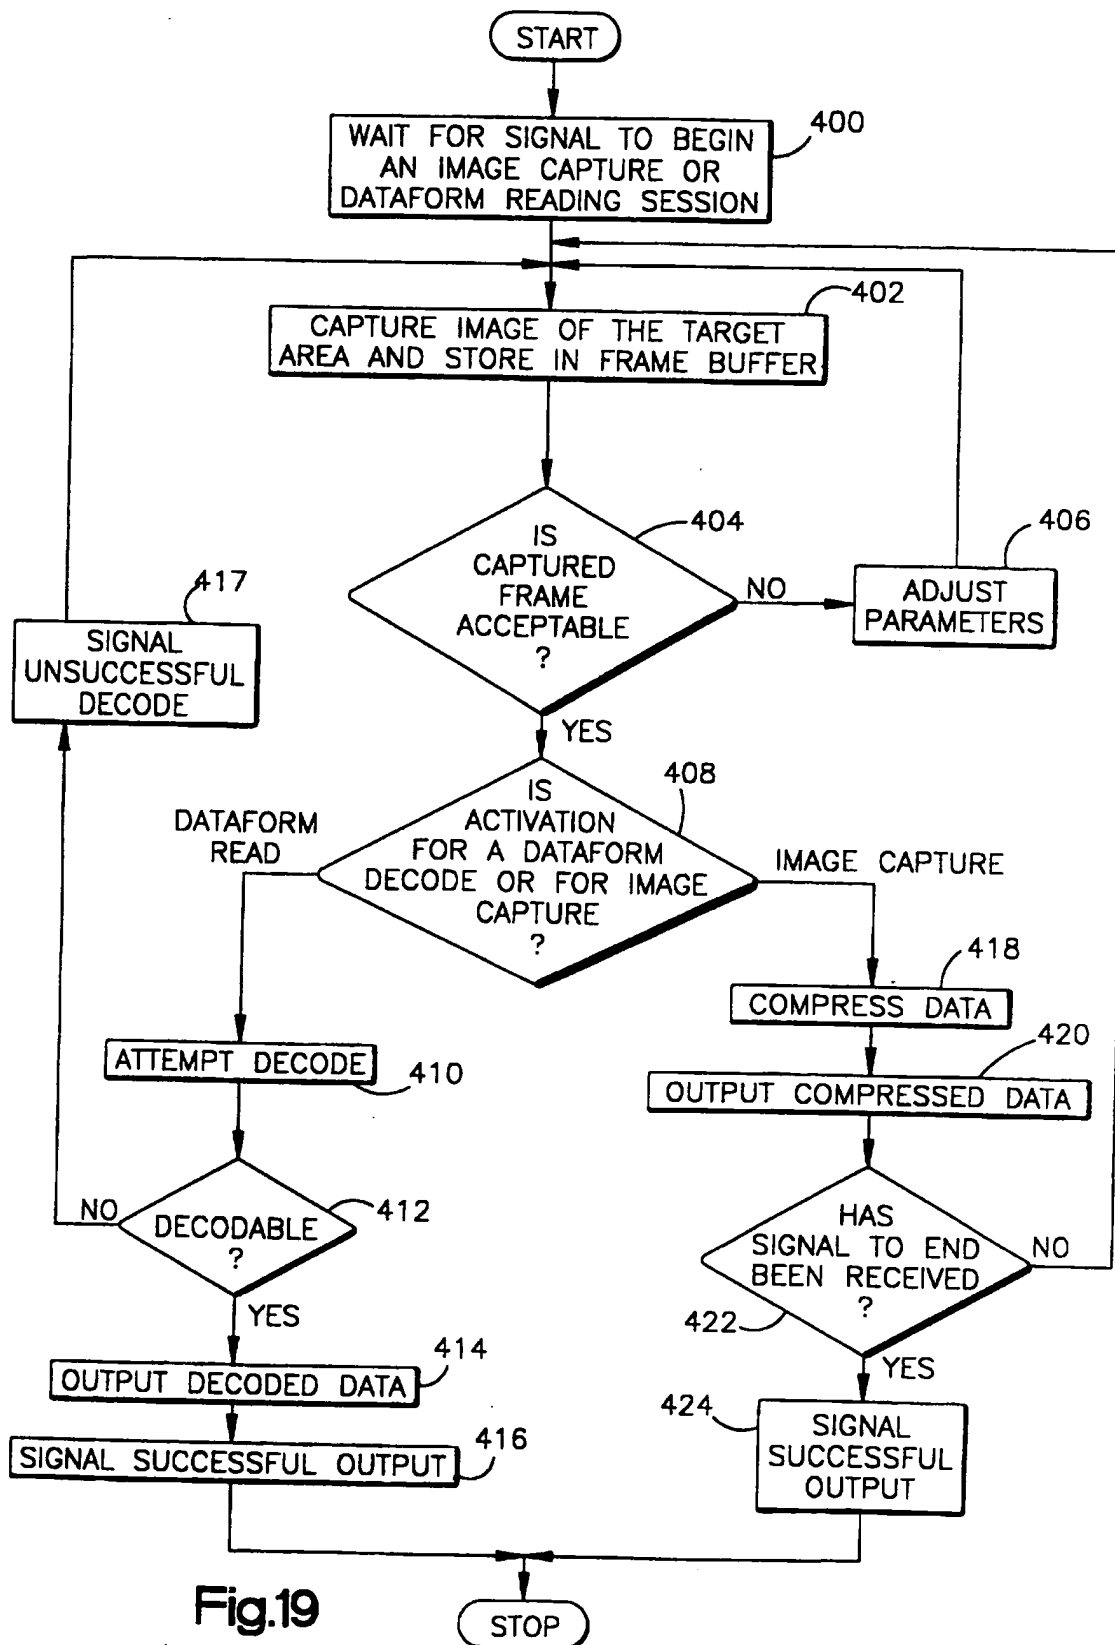 START
WAIT FOR SIGNAL TO BEGIN
AN IMAGE CAPTURE OR
DATAFORM READING SESSION
400
402
CAPTURE IMAGE OF THE TARGET
AREA AND STORE IN FRAME BUFFER
404
IS
CAPTURED
FRAME
ACCEPTABLE
?
NO
406
ADJUST
PARAMETERS
417
SIGNAL
UNSUCCESSFUL
DECODE
YES
408
IS
ACTIVATION
FOR A DATAFORM
DECODE OR FOR IMAGE
CAPTURE
?
DATAFORM
READ
IMAGE CAPTURE
ATTEMPT DECODE
410
418
COMPRESS DATA
420
OUTPUT COMPRESSED DATA
DECODABLE
?
412
NO
YES
HAS
SIGNAL TO END
BEEN RECEIVED
?
NO
422
YES
414
OUTPUT DECODED DATA
416
SIGNAL SUCCESSFUL OUTPUT
424
SIGNAL
SUCCESSFUL
OUTPUT
STOP
Fig.19